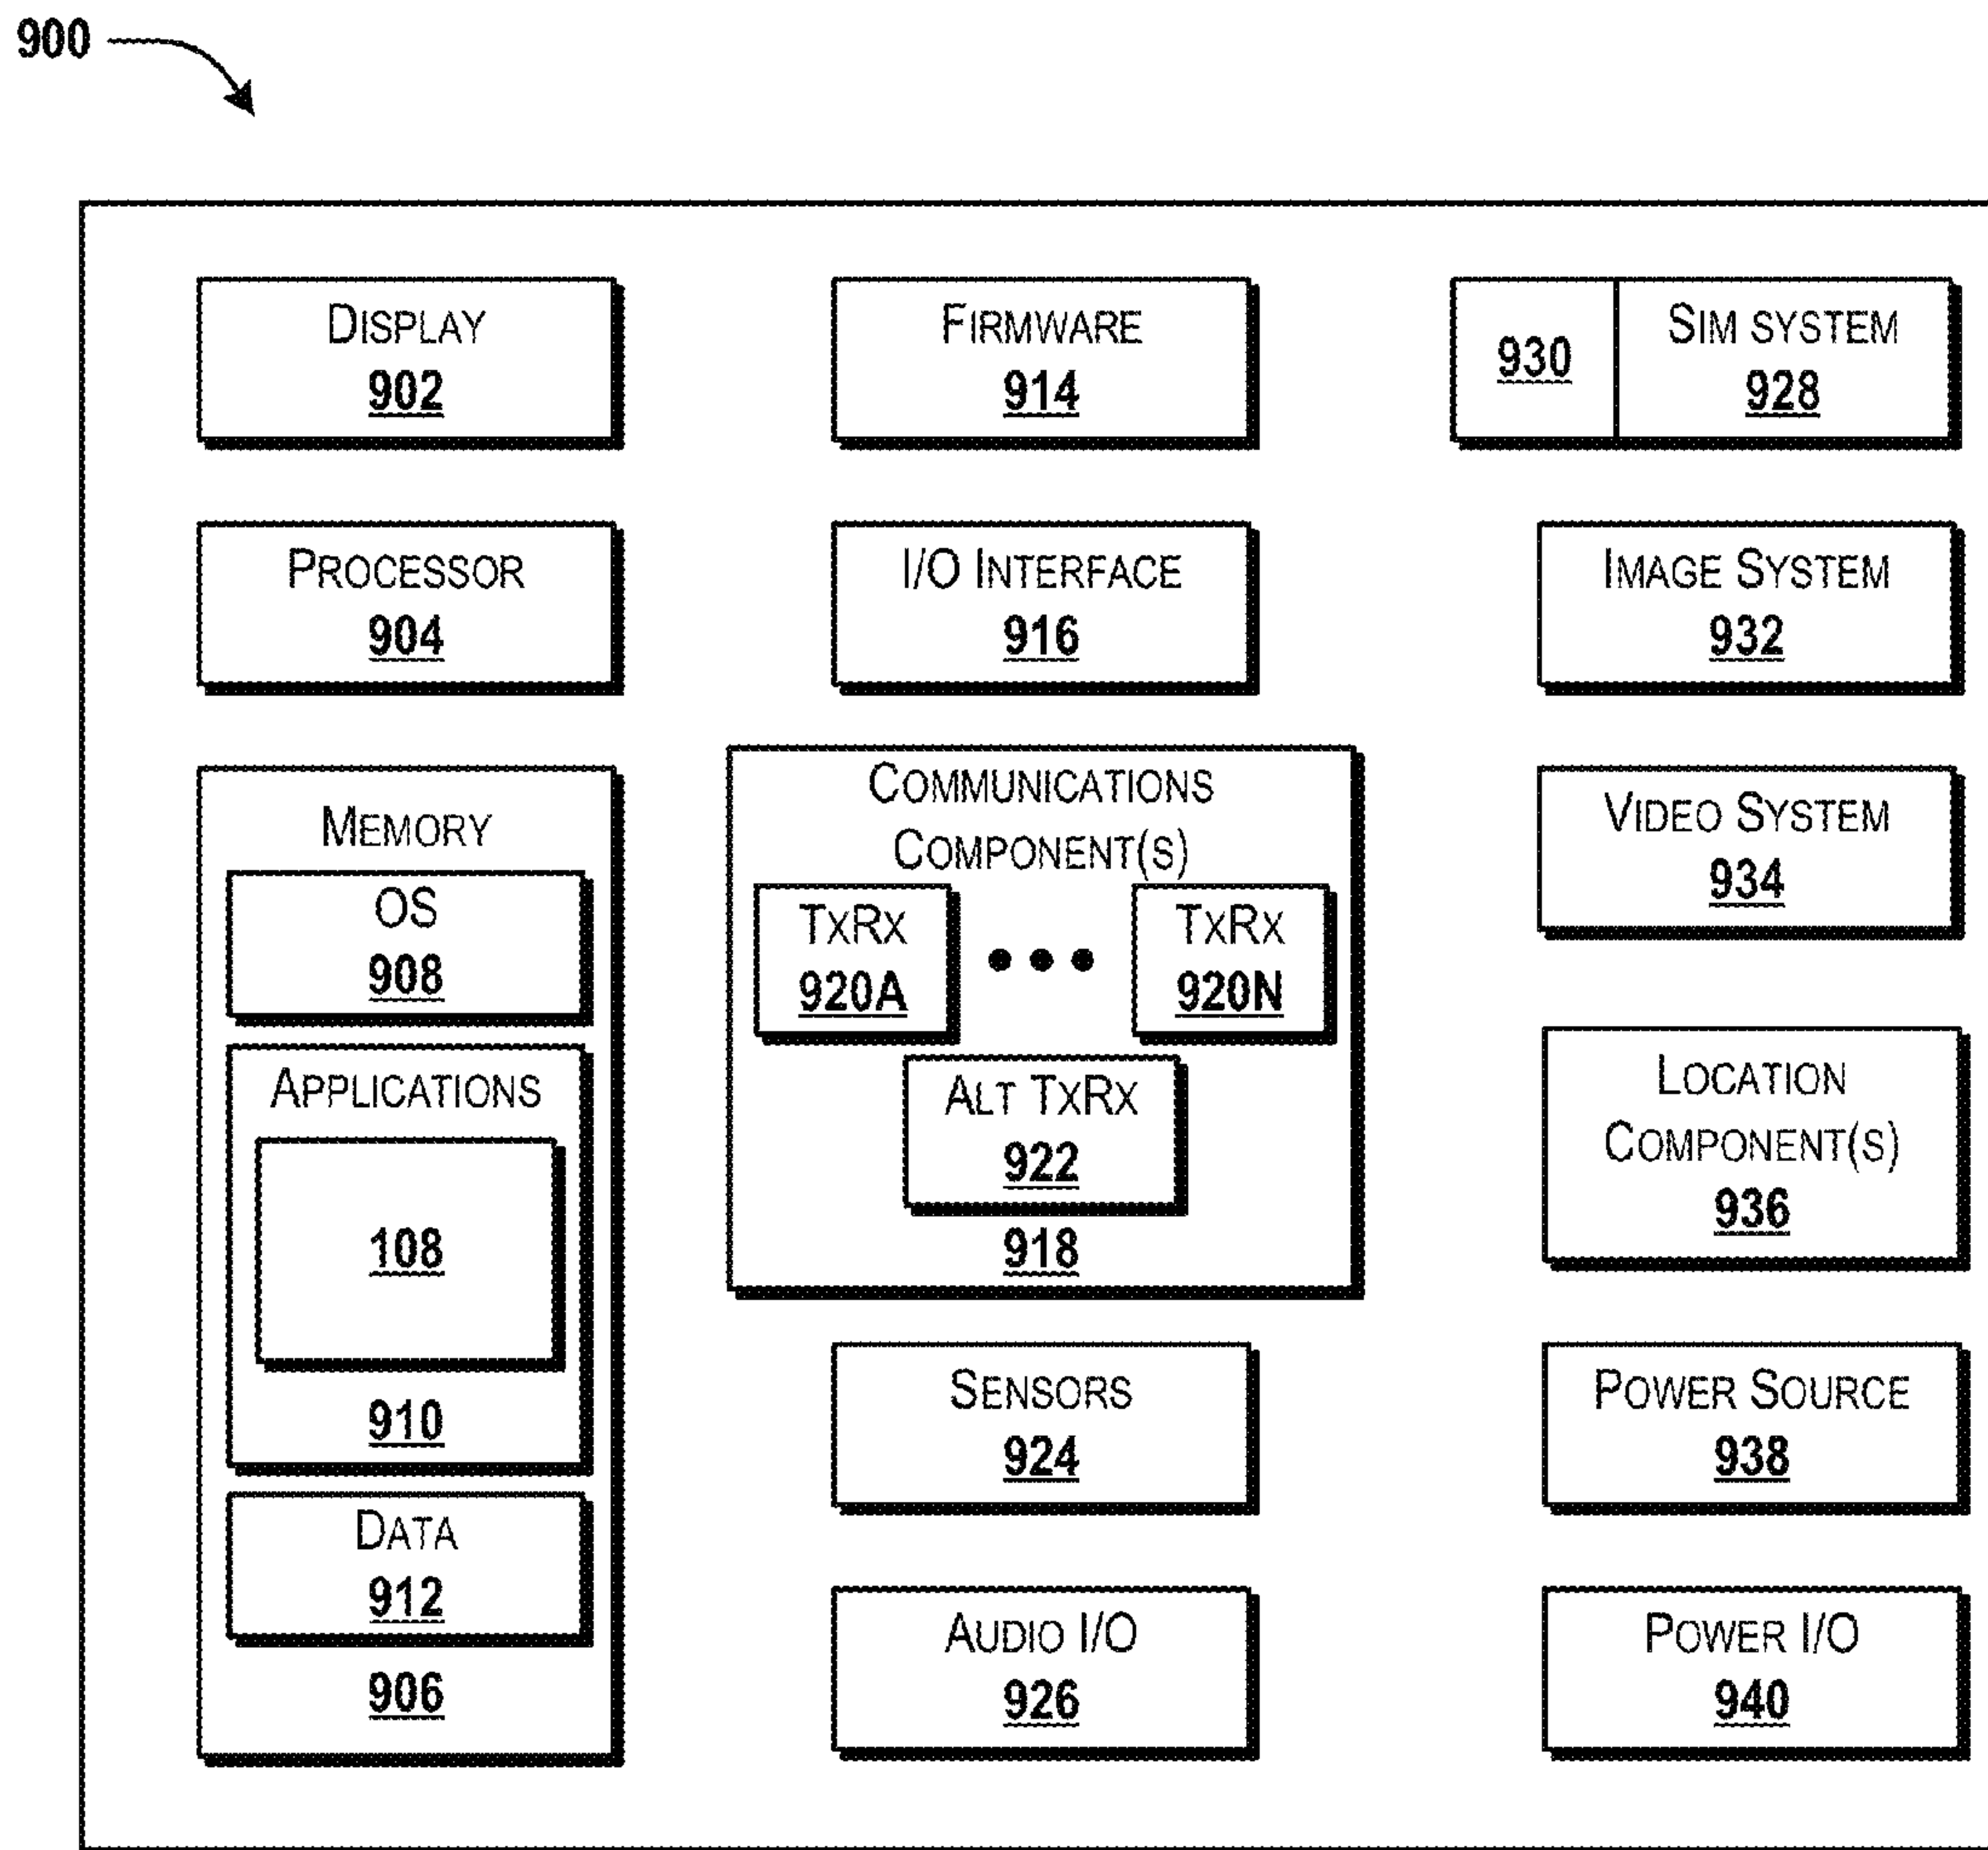 900
DISPLAY
902
PROCESSOR
904
MEMORY
OS
908
APPLICATIONS
108
910
DATA
912
906
FIRMWARE
914
I/O INTERFACE
916
COMMUNICATIONS
COMPONENT(S)
TXRX
920A
TXRX
920N
ALT TXRX
922
918
SENSORS
924
AUDIO I/O
926
930
SIM SYSTEM
928
IMAGE SYSTEM
932
VIDEO SYSTEM
934
LOCATION
COMPONENT(S)
936
POWER SOURCE
938
POWER I/O
940